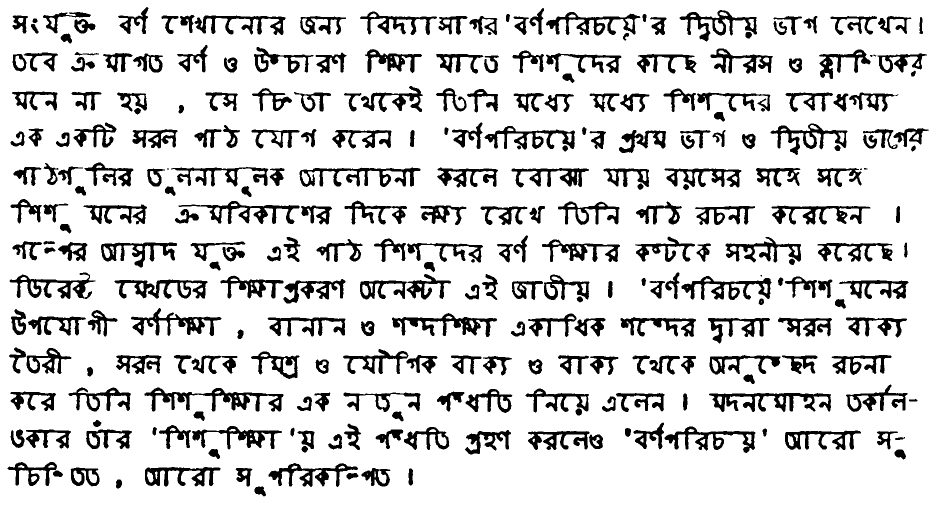 সংযুক্ত বর্ণ শেখানোর জন্য বিদ্যাসাগর 'বর্ণপরিচয়ে'র দ্বিতীয় ভাগ লেখেন।
তবে ক্রমাগত বর্ণ ও উচ্চারণ শিক্ষা যাতে শিশুদের কাছে নীরস ও ক্লান্তিকর
মনে না হয় , সে চিন্তা থেকেই তিনি মধ্যে মধ্যে শিশুদের বোধগম্য
এক একটি সরল পাঠ যোগ করেন । 'বর্ণপরিচয়ে'র প্রথম ভাগ ও দ্বিতীয় ভাগের
পাঠগুলির তুলনামূলক আলোচনা করলে বোঝা যায় বয়সের সঙ্গে সঙ্গে
শিশু মনের ক্রমবিকাশের দিকে লক্ষ্য রেখে তিনি পাঠ রচনা করেছেন ।
গল্পের আস্বাদ যুক্ত এই পাঠ শিশুদের বর্ণ শিক্ষার কষ্টকে সহনীয় করেছে।
ডিরেক্ট মেথডের শিক্ষাপ্রকরণ অনেকটা এই জাতীয় । 'বর্ণপরিচয়ে' শিশুমনের
উপযোগী বর্ণশিক্ষা , বানান ও শব্দশিক্ষা একাধিক শব্দের দ্বারা সরল বাক্য
তৈরী , সরল থেকে মিশ্র ও যৌগিক বাক্য ও বাক্য থেকে অনুচ্ছেদ রচনা
করে তিনি শিশুশিক্ষার এক নতুন পদ্ধতি নিয়ে এলেন । মদনমোহন তর্কাল-
ঙকার তাঁর 'শিশুশিক্ষা'য় এই পদ্ধতি গ্রহণ করলেও 'বর্ণপরিচয়' আরো সু-
চিন্তিত , আরো সুপরিকল্পিত ।